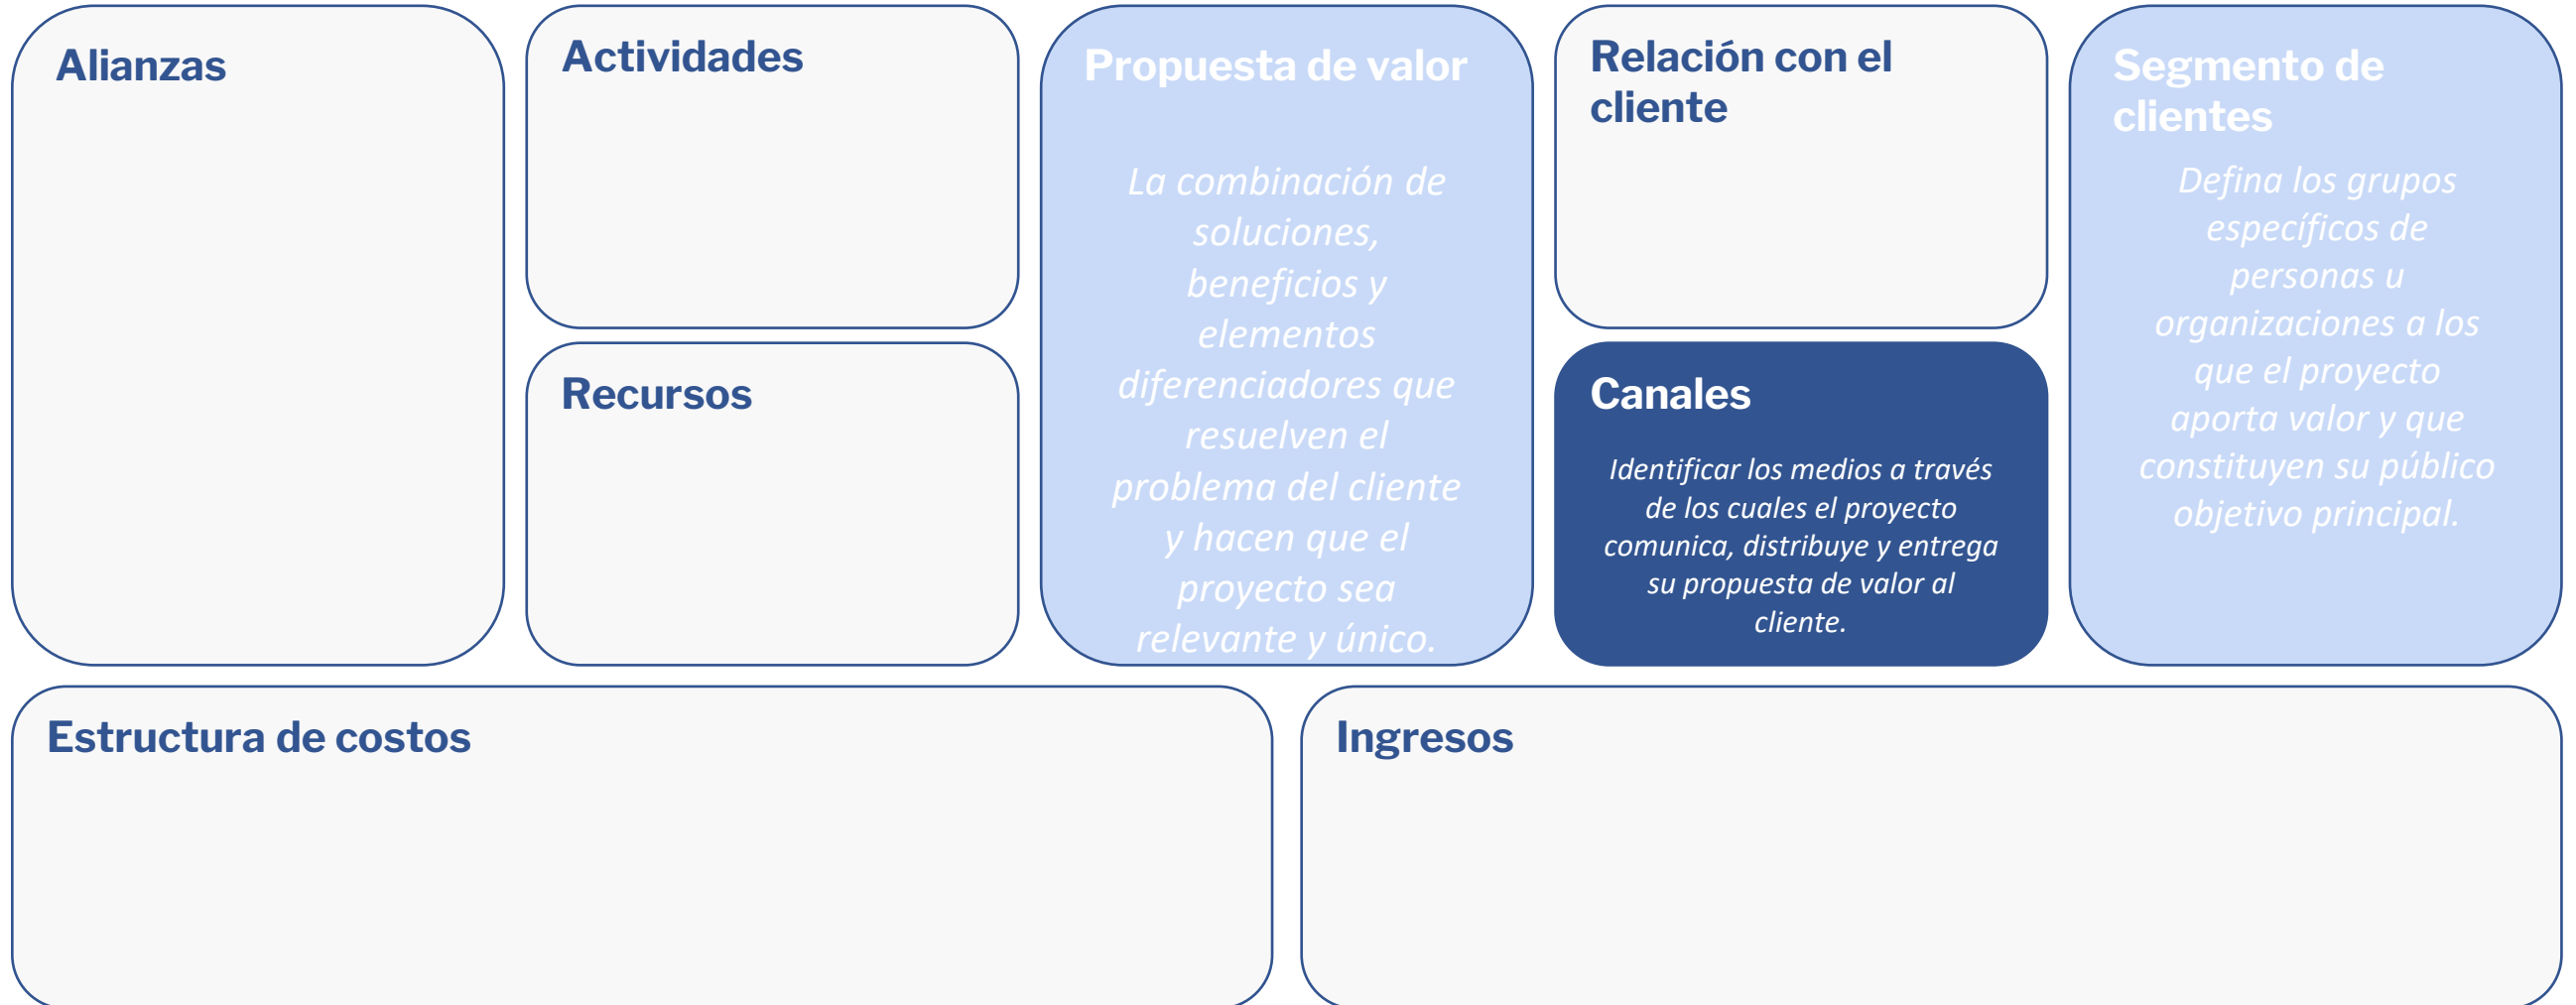 Alianzas
Actividades
Recursos
Propuesta de valor
La combinación de
soluciones,
beneficios y
elementos
diferenciadores que
resuelven el
problema del cliente
y hacen que el
proyecto sea
relevante y único.
Relación con el
cliente
Canales
Identificar los medios a través
de los cuales el proyecto
comunica, distribuye y entrega
su propuesta de valor al
cliente.
Segmento de
clientes
Defina los grupos
específicos de
personas u
organizaciones a los
que el proyecto
aporta valor y que
constituyen su público
objetivo principal.
Estructura de costos
Ingresos